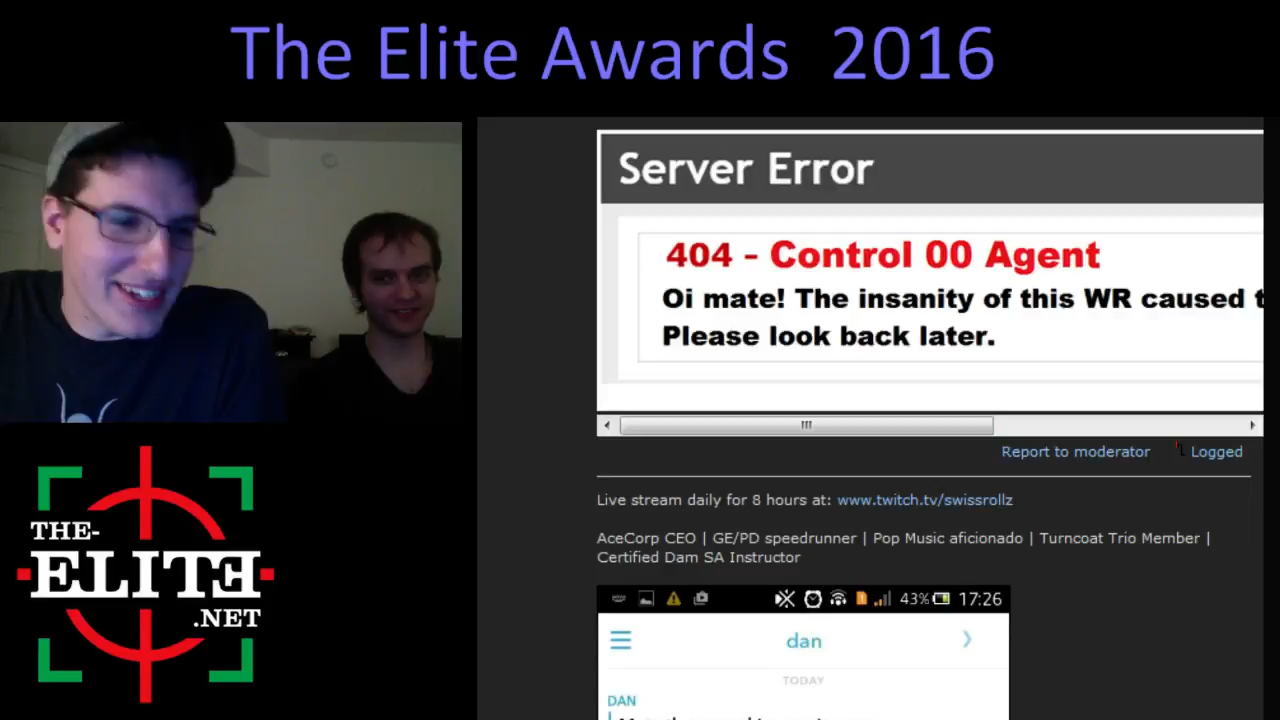 The Elite Awards 2016
Server Error
404 - Control 00 Agent
Oi mate! The insanity of this WR caused
Please look back later.
Report to moderator
Logged
Live stream daily for 8 hours at: www.twitch.tv/swissrollz
AceCorp CEO | GE/PD speedrunner | Pop Music aficionado | Turncoat Trio Member |
Certified Dam SA Instructor
43% 17:26
dan
TODAY
DAN
THE-
ELITE
.NET